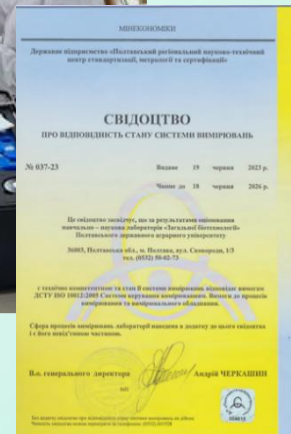 МІНЕКОНОМІКИ
Державне підприємство «Полтавський регіональний науково-технічний
центр стандартизації, метрології та сертифікації»
СВІДОЦТВО
ПРО ВІДПОВІДНІСТЬ СТАНУ СИСТЕМИ ВИМІРЮВАНЬ
№ 037-23 Видане 19 червня 2023 р.
Чинне до 18 червня 2026 р.
Це свідоцтво засвідчує, що за результатами оцінювання
навчально – наукова лабораторія «Загальної біотехнології»
Полтавського державного аграрного університету
36003, Полтавська обл., м. Полтава, вул. Сковороди, 1/3
тел. (0532) 50-02-73
є технічно компетентною та стан її системи вимірювань відповідає вимогам
ДСТУ ISO 10012:2005 Системи керування вимірюванням. Вимоги до процесів
вимірювання та вимірювального обладнання.
Сфера процесів вимірювань лабораторії наведена в додатку до цього свідоцтва
і є його невід'ємною частиною.
В.о. генерального директора Андрій ЧЕРКАШИН
МП